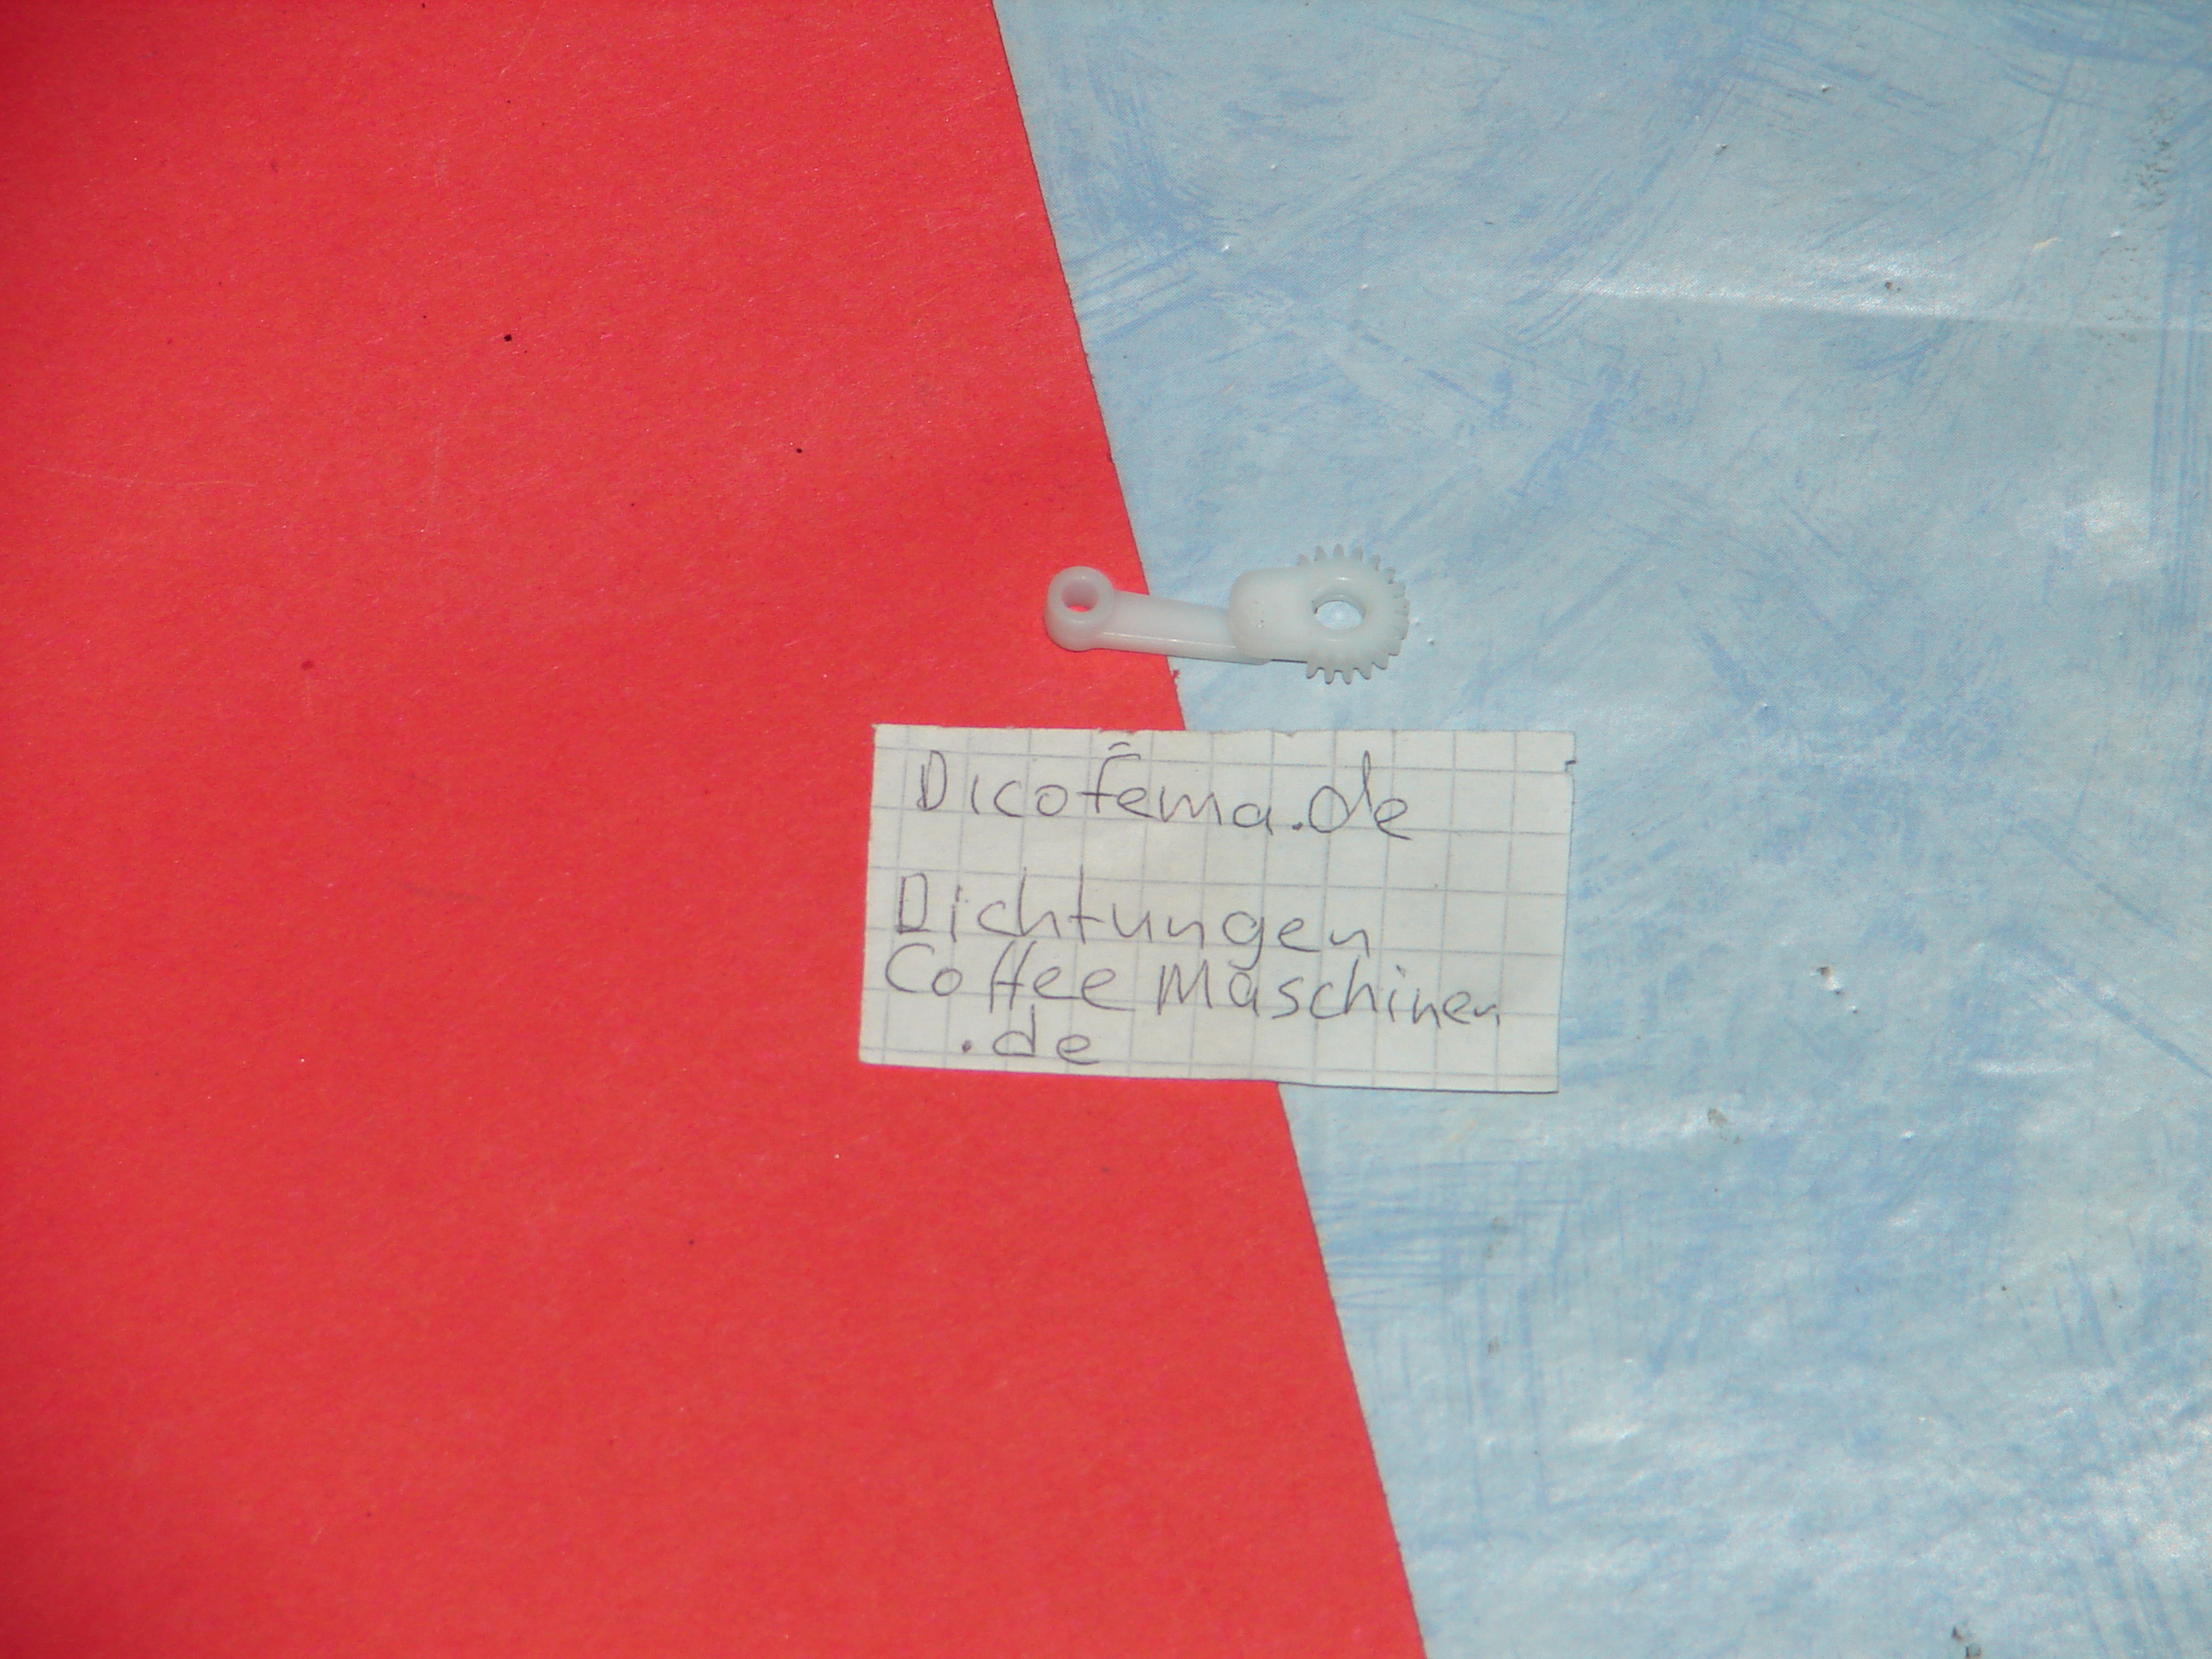 Dicofema.de
Dichtungen
Coffee Maschinen
.de